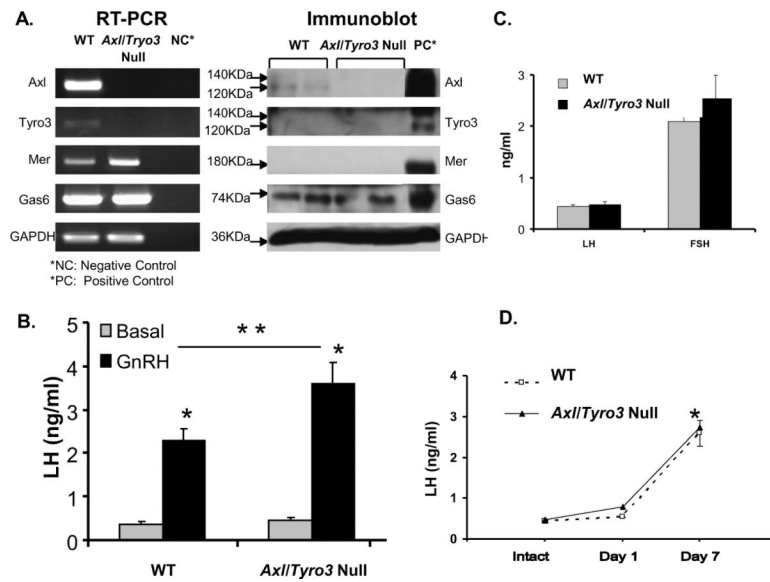 A.
RT-PCR
WT Axl/Tryo3 Null NC*
Axl
Tyro3
Mer
Gas6
GAPDH
*NC: Negative Control
*PC: Positive Control
Immunoblot
WT Axl/Tyro3 Null PC*
140KDa
120KDa
Axl
140KDa
120KDa
Tyro3
180KDa
Mer
74KDa
Gas6
36KDa
GAPDH
B.
Basal
GnRH
* *
*
*
LH (ng/ml)
5
4
3
2
1
0
WT Axl/Tyro3 Null
C.
WT
Axl/Tyro3 Null
ng/ml
3
2
1
0
LH FSH
D.
WT
Axl/Tyro3 Null
*
LH (ng/ml)
4
3
2
1
0
Intact Day 1 Day 7